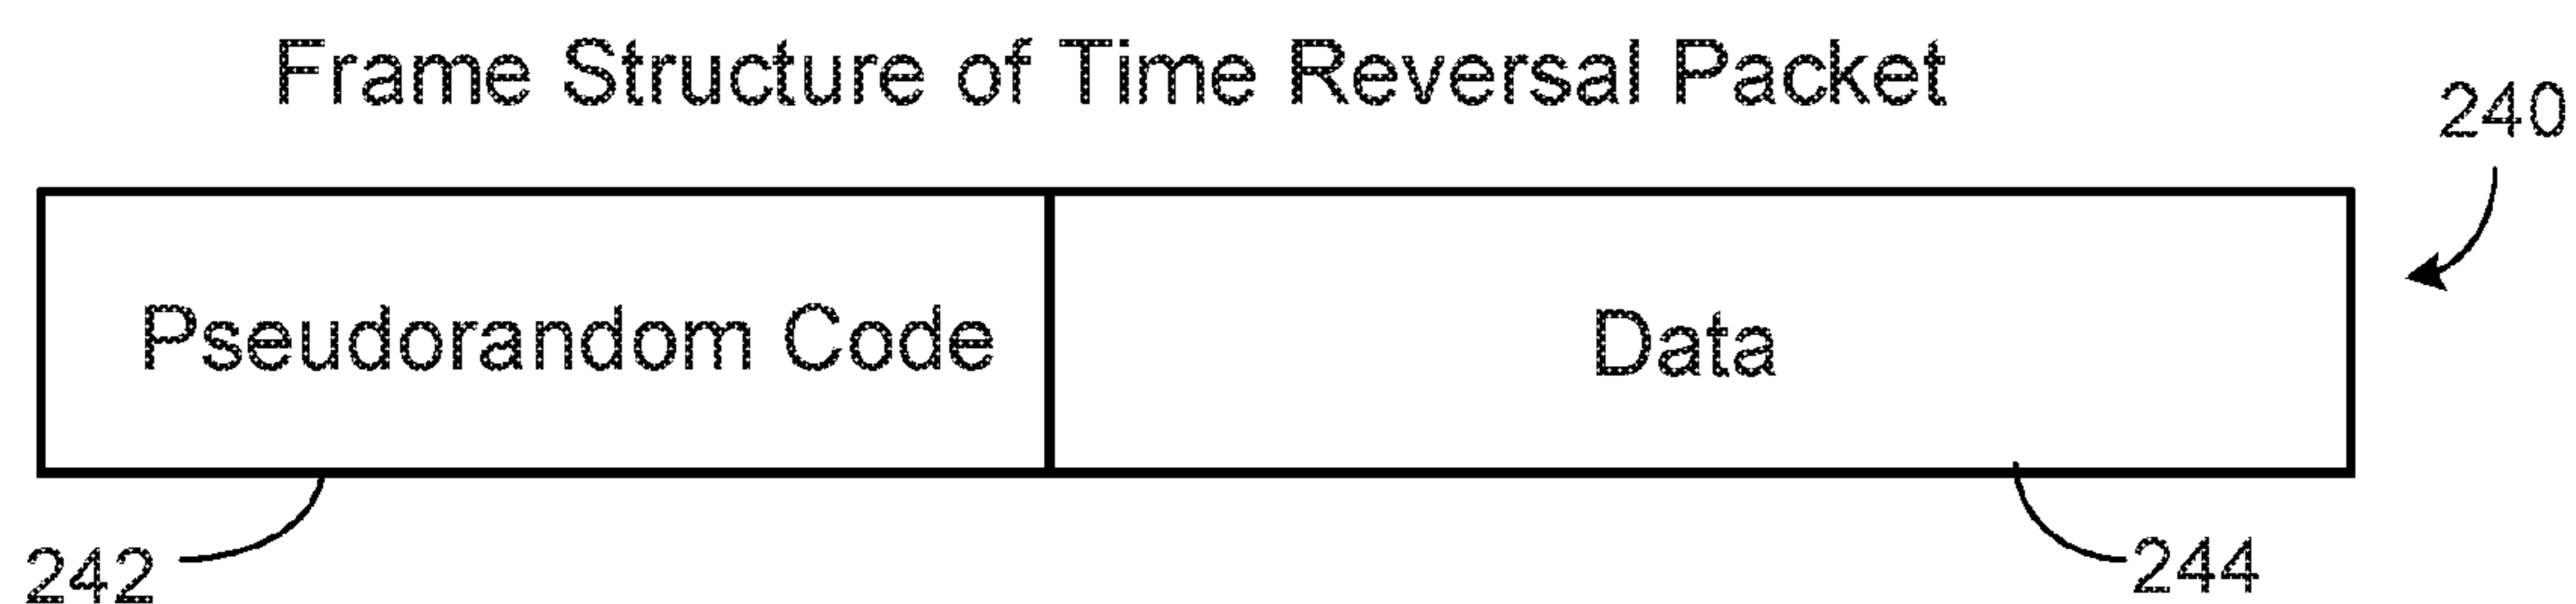 Frame Structure of Time Reversal Packet
240
Pseudorandom Code
Data
242
244